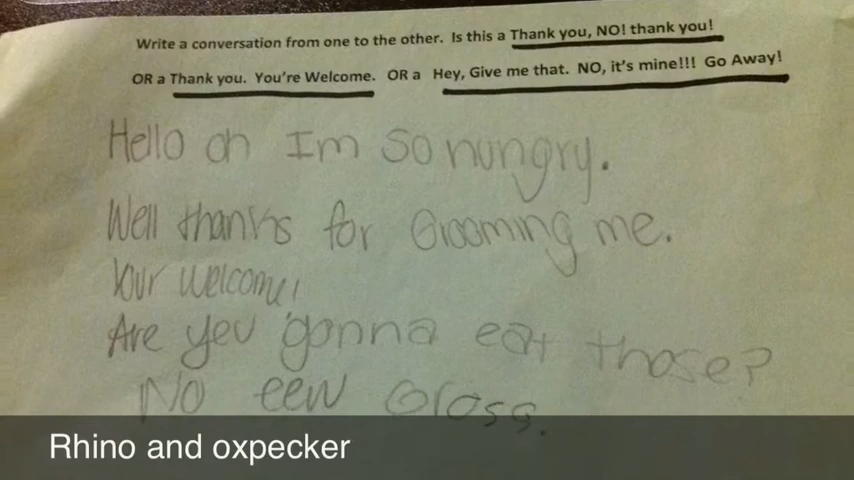 Write a conversation from one to the other. Is this a Thank you, NO! thank you!
OR a Thank you. You're Welcome. OR a Hey, Give me that. NO, it's mine!!! Go Away!
Hello oh Im so hungry.
Well thanks for Grooming me.
Your welcome!
Are yeu gonna eat those?
No eew Gross.
Rhino and oxpecker